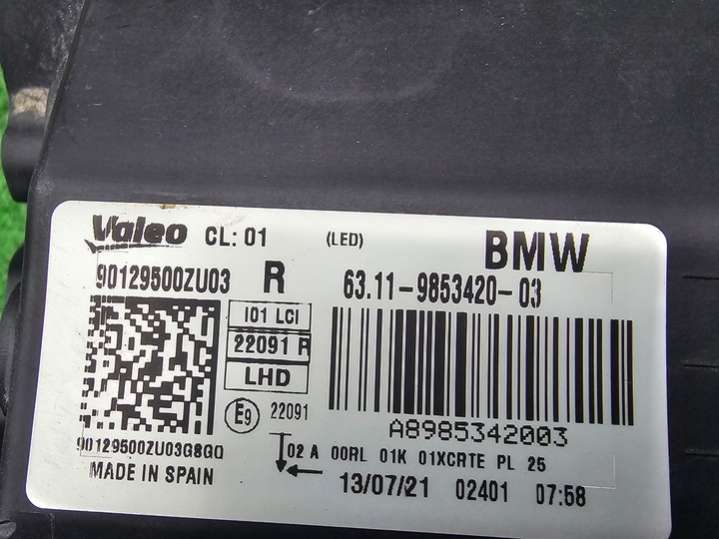 Valeo CL: 01 (LED) BMW
90129500ZU03 R 63.11-9853420-03
I01 LCI
22091 R
LHD
E9 22091
A8985342003
90129500ZU03G8GQ
02 A 00RL 01K 01XCRTE PL 25
MADE IN SPAIN 13/07/21 02401 07:58